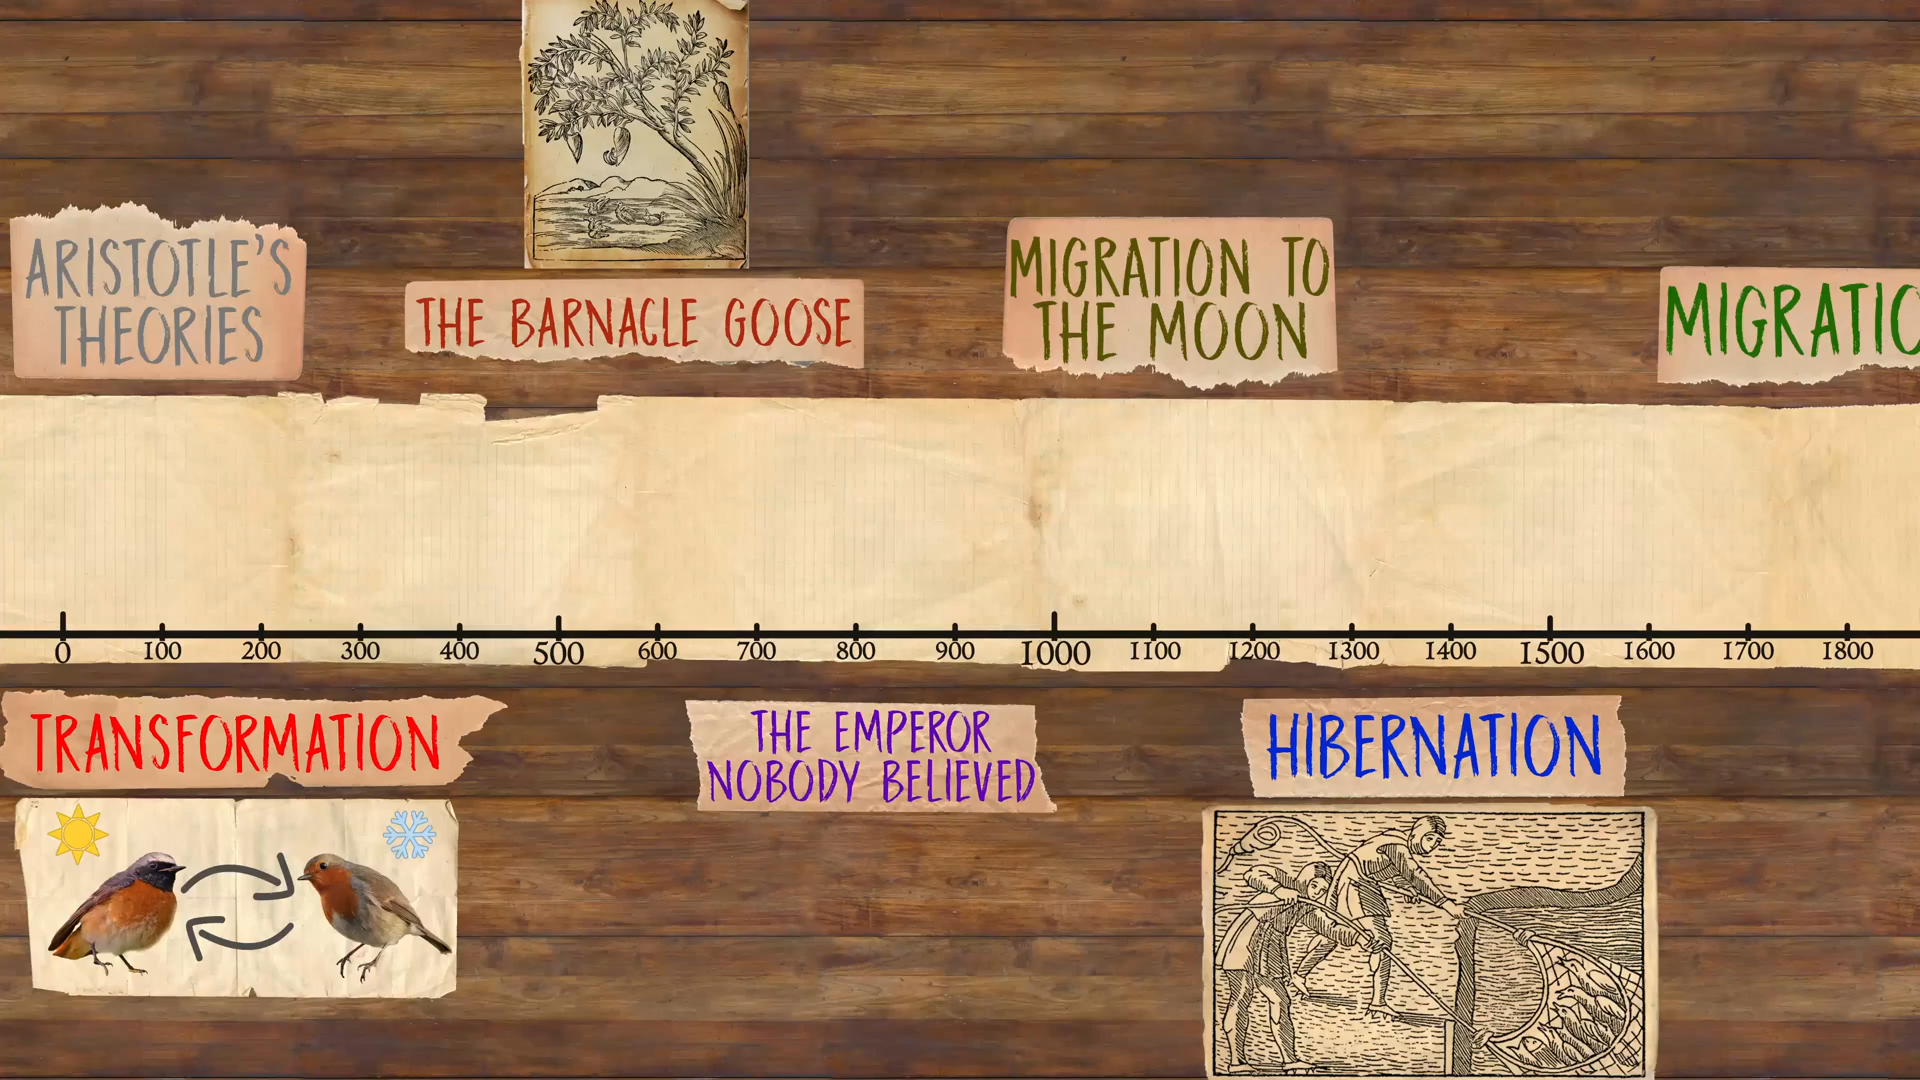 ARISTOTLE'S
THEORIES
THE BARNACLE GOOSE
MIGRATION TO
THE MOON
MIGRATIO
0 100 200 300 400 500 600 700 800 900 1000 1100 1200 1300 1400 1500 1600 1700 1800
TRANSFORMATION
THE EMPEROR
NOBODY BELIEVED
HIBERNATION